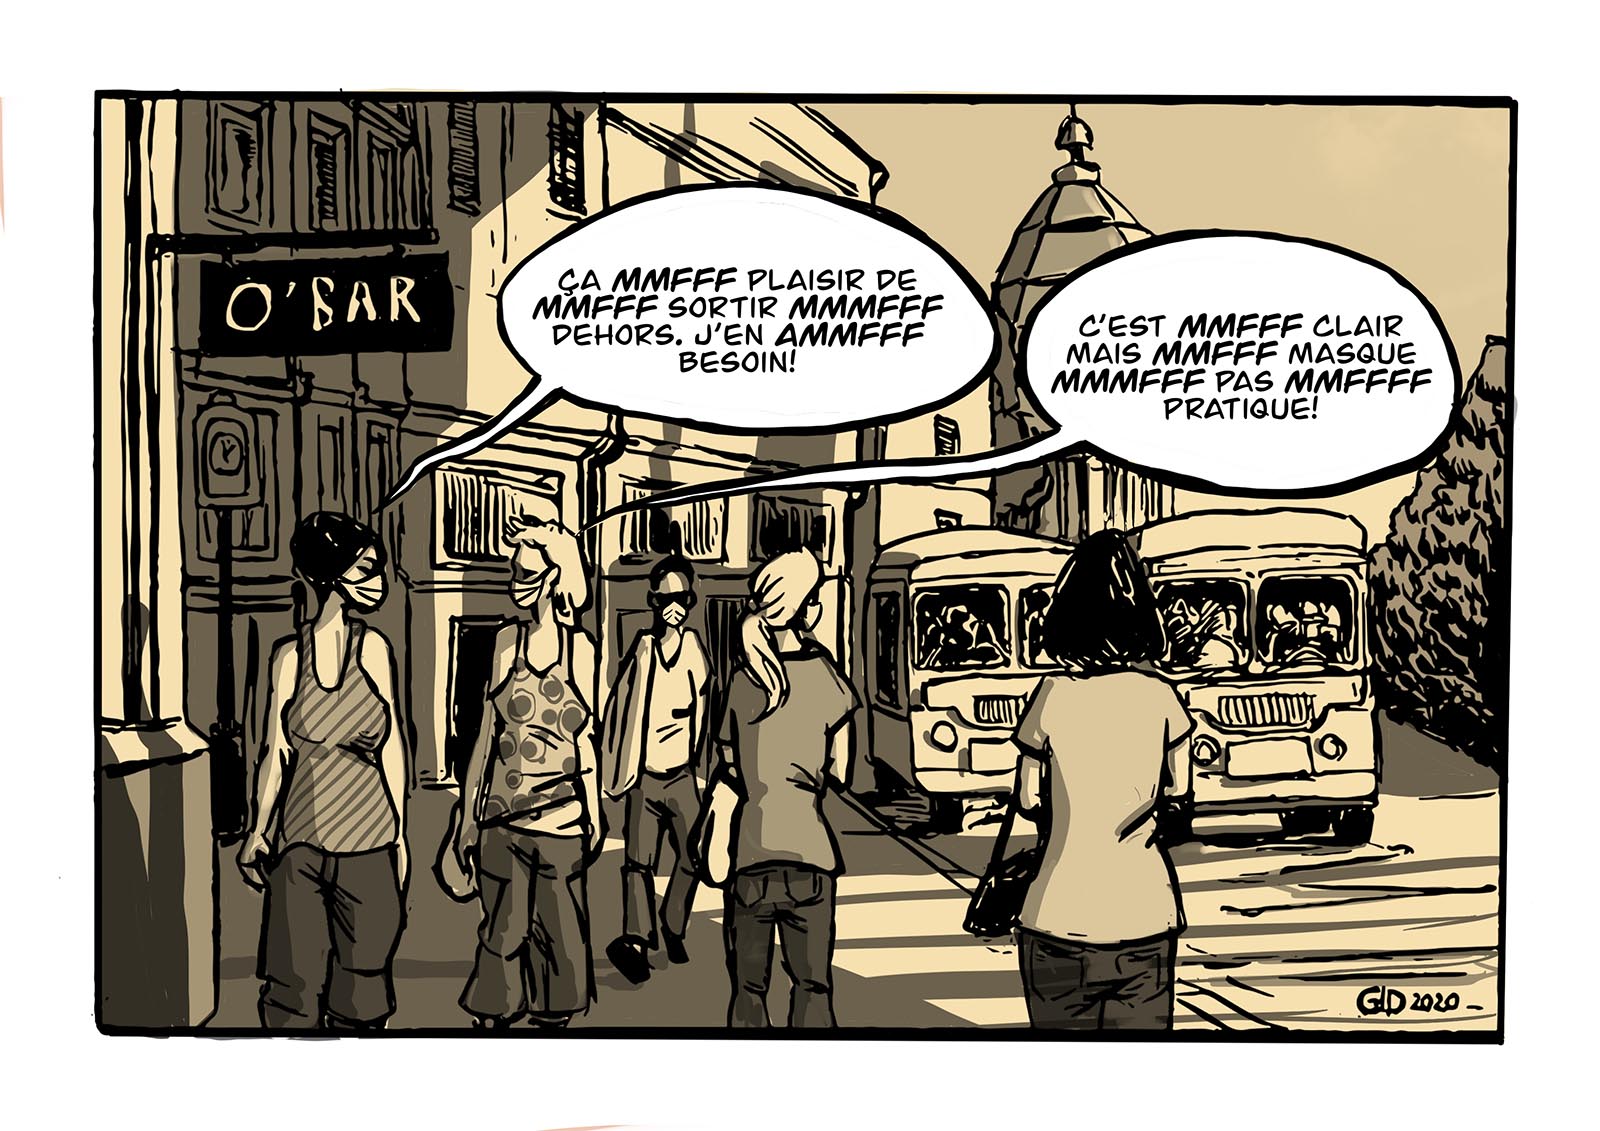 O'BAR
ÇA MMFFF PLAISIR DE
MMFFF SORTIR MMMFFF
DEHORS. J'EN AMMFFF
BESOIN!
C'EST MMFFF CLAIR
MAIS MMFFF MASQUE
MMMFFF PAS MMFFFF
PRATIQUE!
GLD 2020